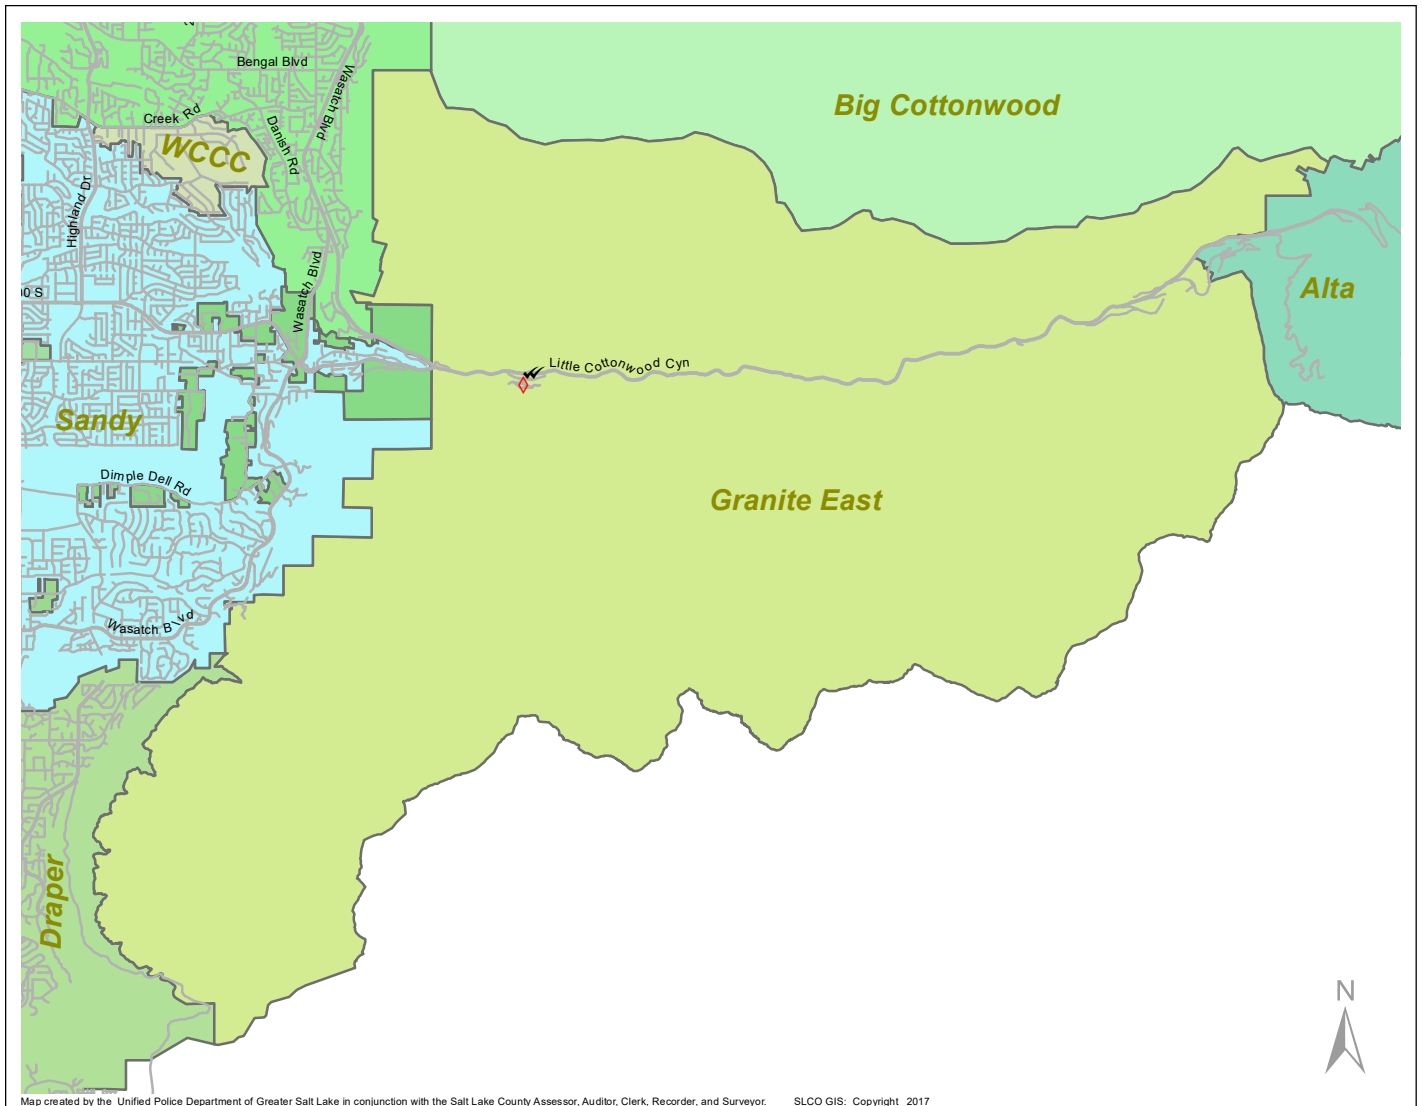 Bengal Blvd
Wasatch Blvd
Big Cottonwood
Creek Rd
Danish Rd
WCCC
Highland Dr
Wasatch Blvd
00 S
Alta
Little Cottonwood Cyn
Sandy
Dimple Dell Rd
Granite East
Wasatch Blvd
Draper
N
Map created by the Unified Police Department of Greater Salt Lake in conjunction with the Salt Lake County Assessor, Auditor, Clerk, Recorder, and Surveyor. SLCO GIS: Copyright 2017